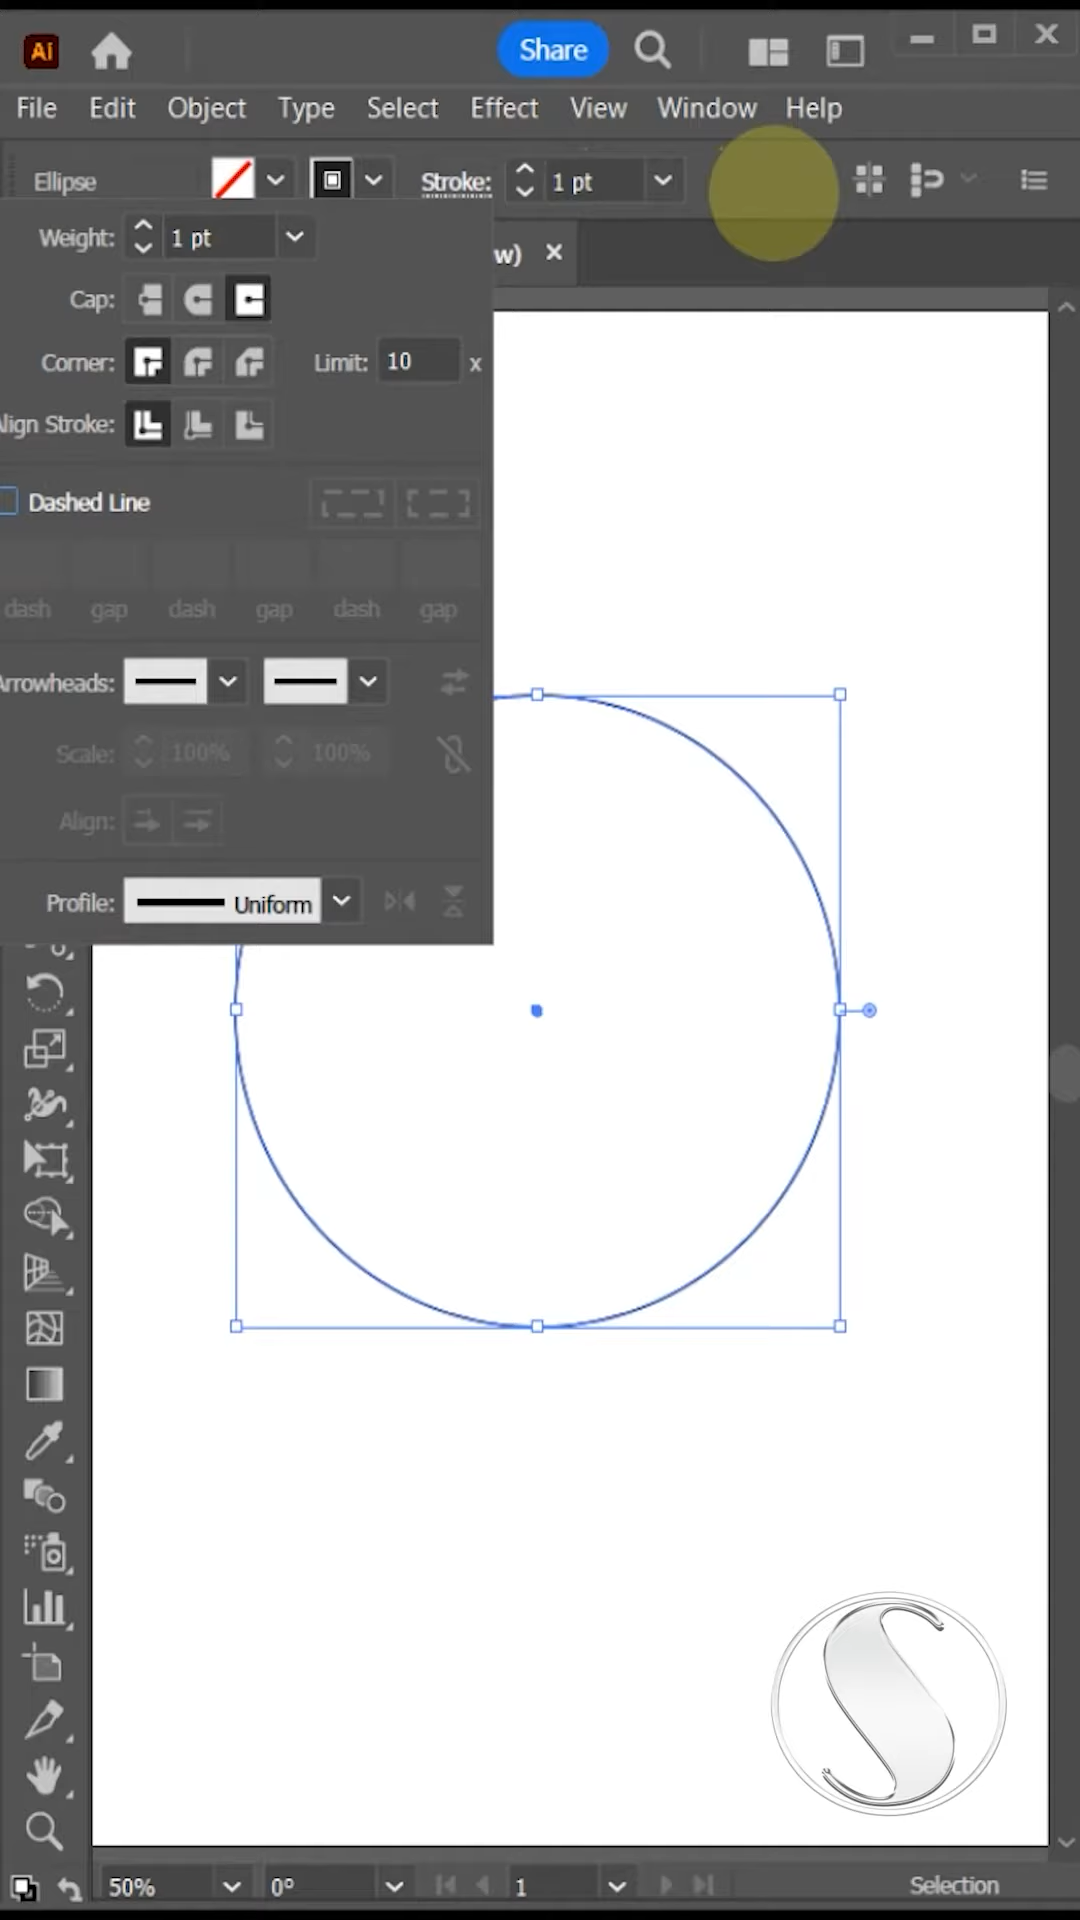 Ai
Share
File Edit Object Type Select Effect View Window Help
Ellipse Stroke: 1 pt
Weight: 1 pt
w) ×
Cap:
Corner: Limit: 10 x
lign Stroke:
Dashed Line
dash gap dash gap dash gap
Arrowheads:
Scale: 100% 100%
Align:
Profile: Uniform
50% 0° 1 Selection